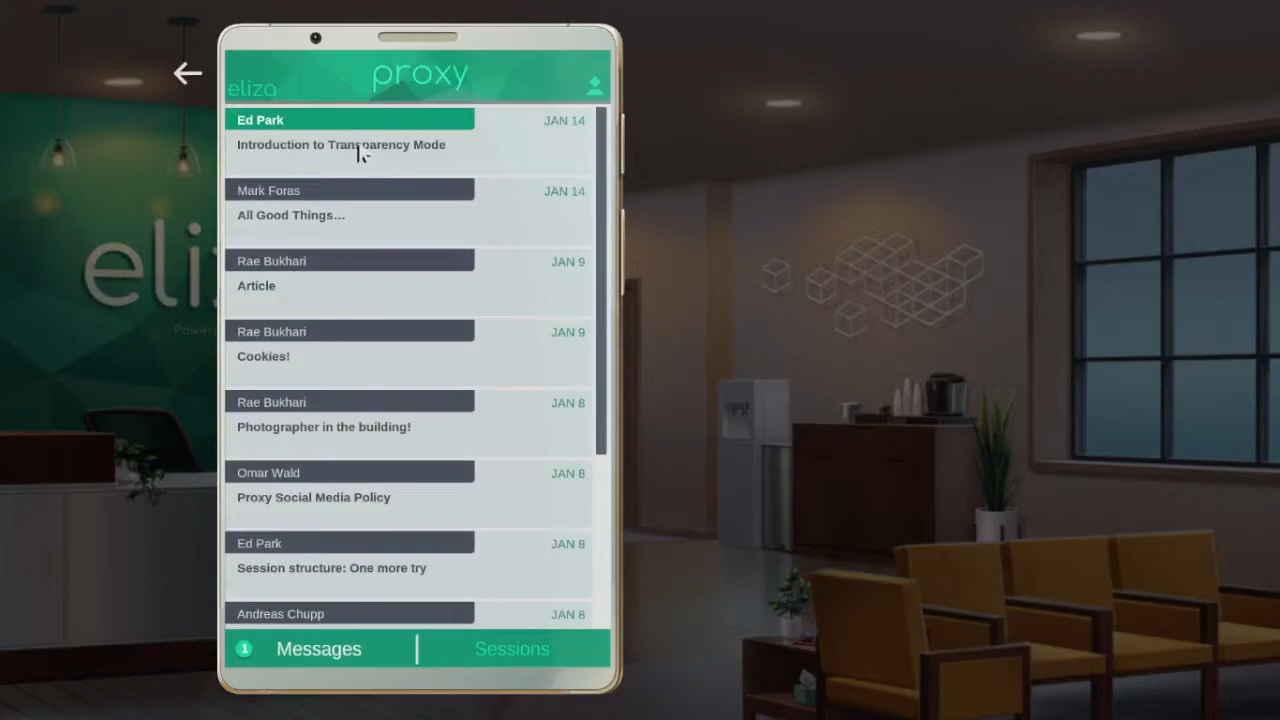 proxy
eliza
Ed Park JAN 14
Introduction to Transparency Mode
Mark Foras JAN 14
All Good Things…
Rae Bukhari JAN 9
Article
Rae Bukhari JAN 9
Cookies!
Rae Bukhari JAN 8
Photographer in the building!
Omar Wald JAN 8
Proxy Social Media Policy
Ed Park JAN 8
Session structure: One more try
Andreas Chupp JAN 8
1 Messages Sessions
eli
Powe